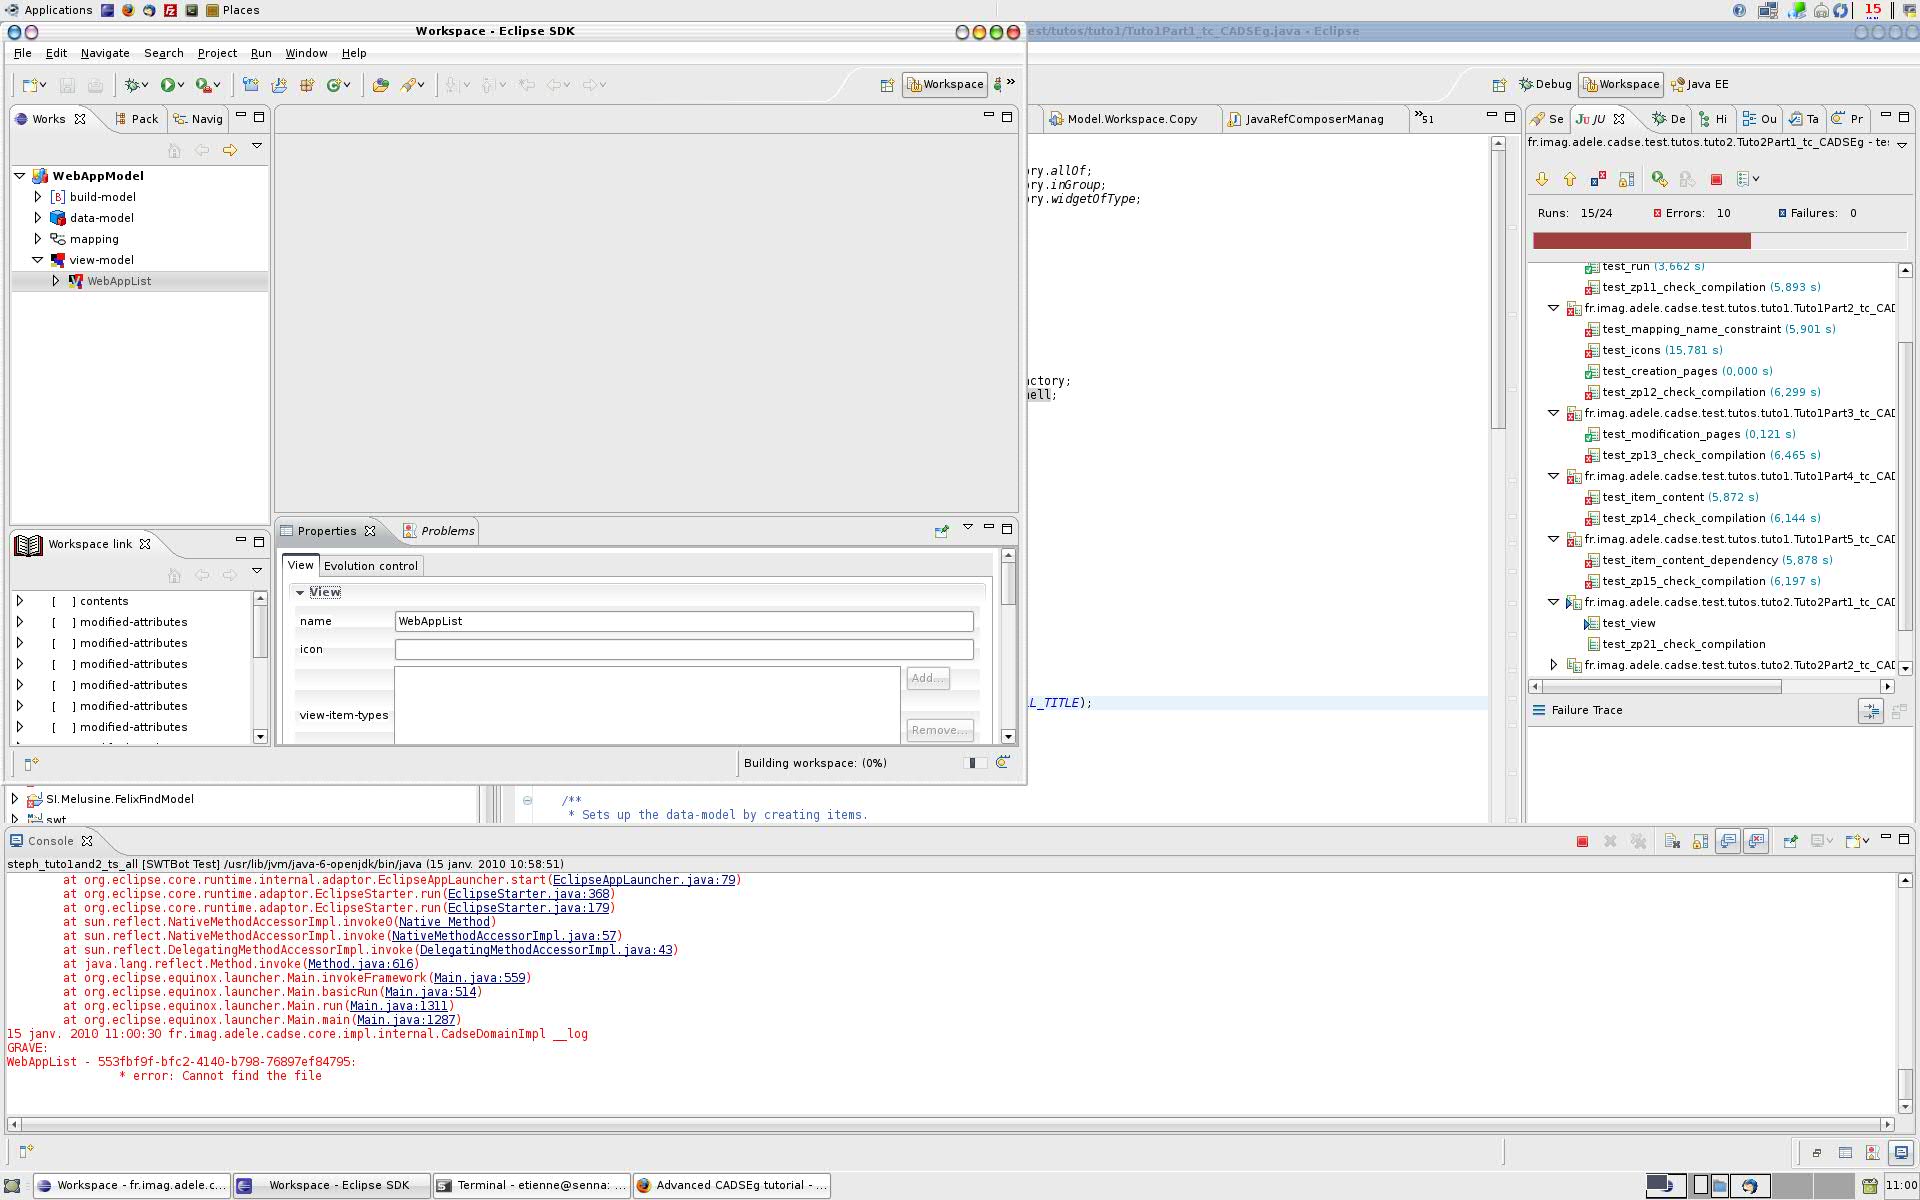 Applications
Places
15
Workspace - Eclipse SDK
est/tutos/tuto1/Tuto1Part1_tc_CADSEg.java - Eclipse
File Edit Navigate Search Project Run Window Help
Workspace
Debug
Workspace
Java EE
Works
Pack
Navig
Model.Workspace.Copy
JavaRefComposerManag
»51
Se
JU
De
Hi
Ou
Ta
Pr
WebAppModel
build-model
data-model
mapping
view-model
WebAppList
ory.allOf;
ory.inGroup;
ory.widgetOfType;
actory;
hell;
LL_TITLE);
fr.imag.adele.cadse.test.tutos.tuto2.Tuto2Part1_tc_CADSEg - te
Runs: 15/24
Errors: 10
Failures: 0
test_run (3,662 s)
test_zp11_check_compilation (5,893 s)
fr.imag.adele.cadse.test.tutos.tuto1.Tuto1Part2_tc_CAD
test_mapping_name_constraint (5,901 s)
test_icons (15,781 s)
test_creation_pages (0,000 s)
test_zp12_check_compilation (6,299 s)
fr.imag.adele.cadse.test.tutos.tuto1.Tuto1Part3_tc_CAD
test_modification_pages (0,121 s)
test_zp13_check_compilation (6,465 s)
fr.imag.adele.cadse.test.tutos.tuto1.Tuto1Part4_tc_CAD
test_item_content (5,872 s)
test_zp14_check_compilation (6,144 s)
fr.imag.adele.cadse.test.tutos.tuto1.Tuto1Part5_tc_CAD
test_item_content_dependency (5,878 s)
test_zp15_check_compilation (6,197 s)
fr.imag.adele.cadse.test.tutos.tuto2.Tuto2Part1_tc_CAD
test_view
test_zp21_check_compilation
fr.imag.adele.cadse.test.tutos.tuto2.Tuto2Part2_tc_CAD
Failure Trace
Workspace link
[ ] contents
[ ] modified-attributes
[ ] modified-attributes
[ ] modified-attributes
[ ] modified-attributes
[ ] modified-attributes
[ ] modified-attributes
Properties
Problems
View
Evolution control
View
name
WebAppList
icon
view-item-types
Add...
Remove...
Building workspace: (0%)
SI.Melusine.FelixFindModel
swt
/**
* Sets up the data-model by creating items.
Console
steph_tuto1and2_ts_all [SWTBot Test] /usr/lib/jvm/java-6-openjdk/bin/java (15 janv. 2010 10:58:51)
at org.eclipse.core.runtime.internal.adaptor.EclipseAppLauncher.start(EclipseAppLauncher.java:79)
at org.eclipse.core.runtime.adaptor.EclipseStarter.run(EclipseStarter.java:368)
at org.eclipse.core.runtime.adaptor.EclipseStarter.run(EclipseStarter.java:179)
at sun.reflect.NativeMethodAccessorImpl.invoke0(Native Method)
at sun.reflect.NativeMethodAccessorImpl.invoke(NativeMethodAccessorImpl.java:57)
at sun.reflect.DelegatingMethodAccessorImpl.invoke(DelegatingMethodAccessorImpl.java:43)
at java.lang.reflect.Method.invoke(Method.java:616)
at org.eclipse.equinox.launcher.Main.invokeFramework(Main.java:559)
at org.eclipse.equinox.launcher.Main.basicRun(Main.java:514)
at org.eclipse.equinox.launcher.Main.run(Main.java:1311)
at org.eclipse.equinox.launcher.Main.main(Main.java:1287)
15 janv. 2010 11:00:30 fr.imag.adele.cadse.core.impl.internal.CadseDomainImpl __log
GRAVE:
WebAppList - 553fbf9f-bfc2-4140-b798-76897ef84795:
* error: Cannot find the file
Workspace - fr.imag.adele.c...
Workspace - Eclipse SDK
Terminal - etienne@senna: ...
Advanced CADSEg tutorial - ...
11:00